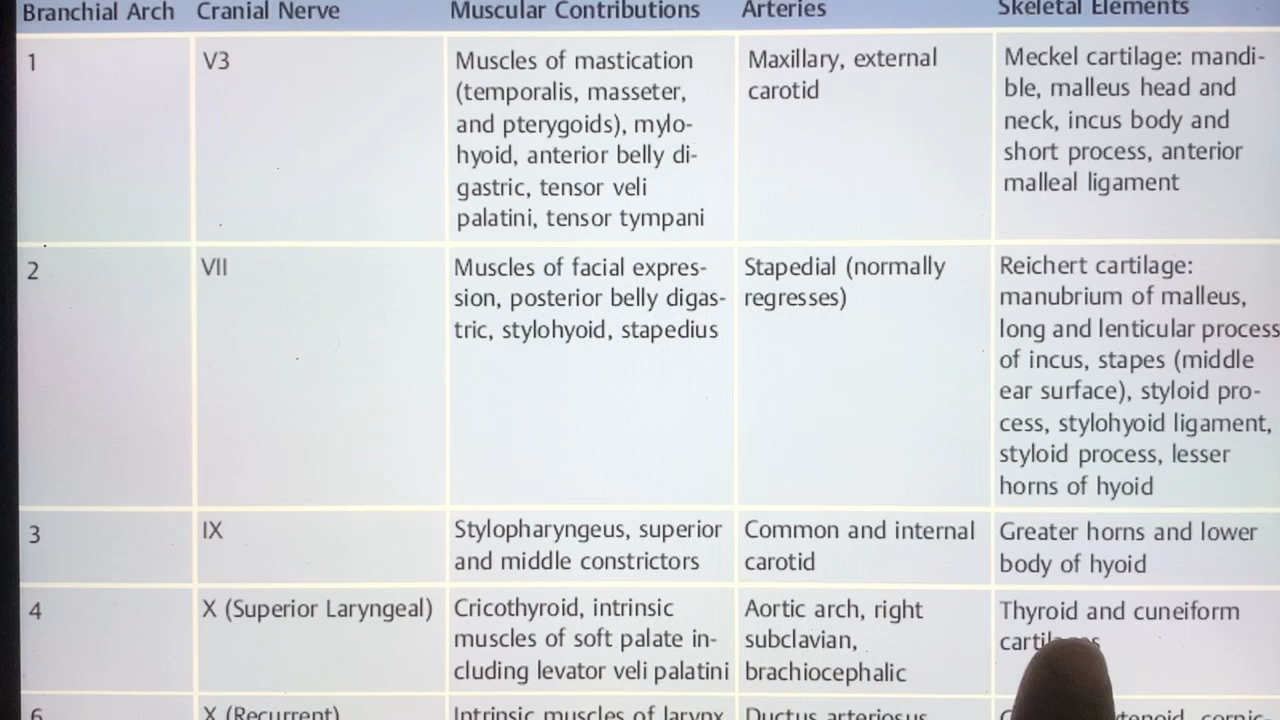 Branchial Arch Cranial Nerve Muscular Contributions Arteries Skeletal Elements
1 V3 Muscles of mastication Maxillary, external Meckel cartilage: mandi-
(temporalis, masseter, carotid ble, malleus head and
and pterygoids), mylo- neck, incus body and
hyoid, anterior belly di- short process, anterior
gastric, tensor veli malleal ligament
palatini, tensor tympani
2 VII Muscles of facial expres- Stapedial (normally Reichert cartilage:
sion, posterior belly digas- regresses) manubrium of malleus,
tric, stylohyoid, stapedius long and lenticular process
of incus, stapes (middle
ear surface), styloid pro-
cess, stylohyoid ligament,
styloid process, lesser
horns of hyoid
3 IX Stylopharyngeus, superior Common and internal Greater horns and lower
and middle constrictors carotid body of hyoid
4 X (Superior Laryngeal) Cricothyroid, intrinsic Aortic arch, right Thyroid and cuneiform
muscles of soft palate in- subclavian,
cluding levator veli palatini brachiocephalic
6 X (Recurrent) Intrinsic muscles of larynx Ductus arteriosus